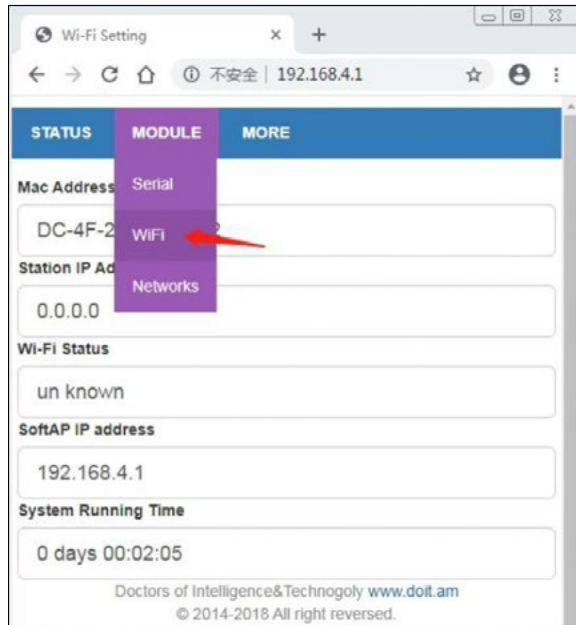 Wi-Fi Setting
不安全 | 192.168.4.1
STATUS MODULE MORE
Serial
Mac Address
DC-4F-2
WiFi
Station IP Ad
Networks
0.0.0.0
Wi-Fi Status
un known
SoftAP IP address
192.168.4.1
System Running Time
0 days 00:02:05
Doctors of Intelligence&Technogoly www.doit.am
© 2014-2018 All right reversed.